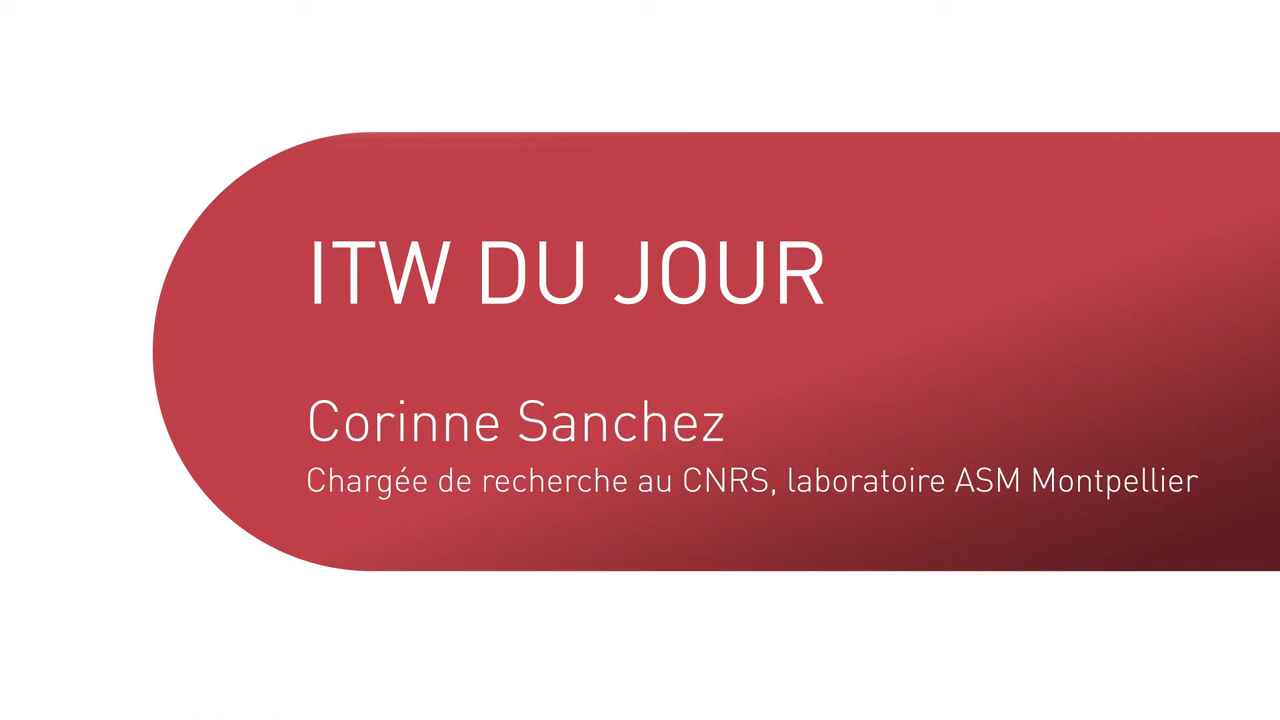 ITW DU JOUR
Corinne Sanchez
Chargée de recherche au CNRS, laboratoire ASM Montpellier